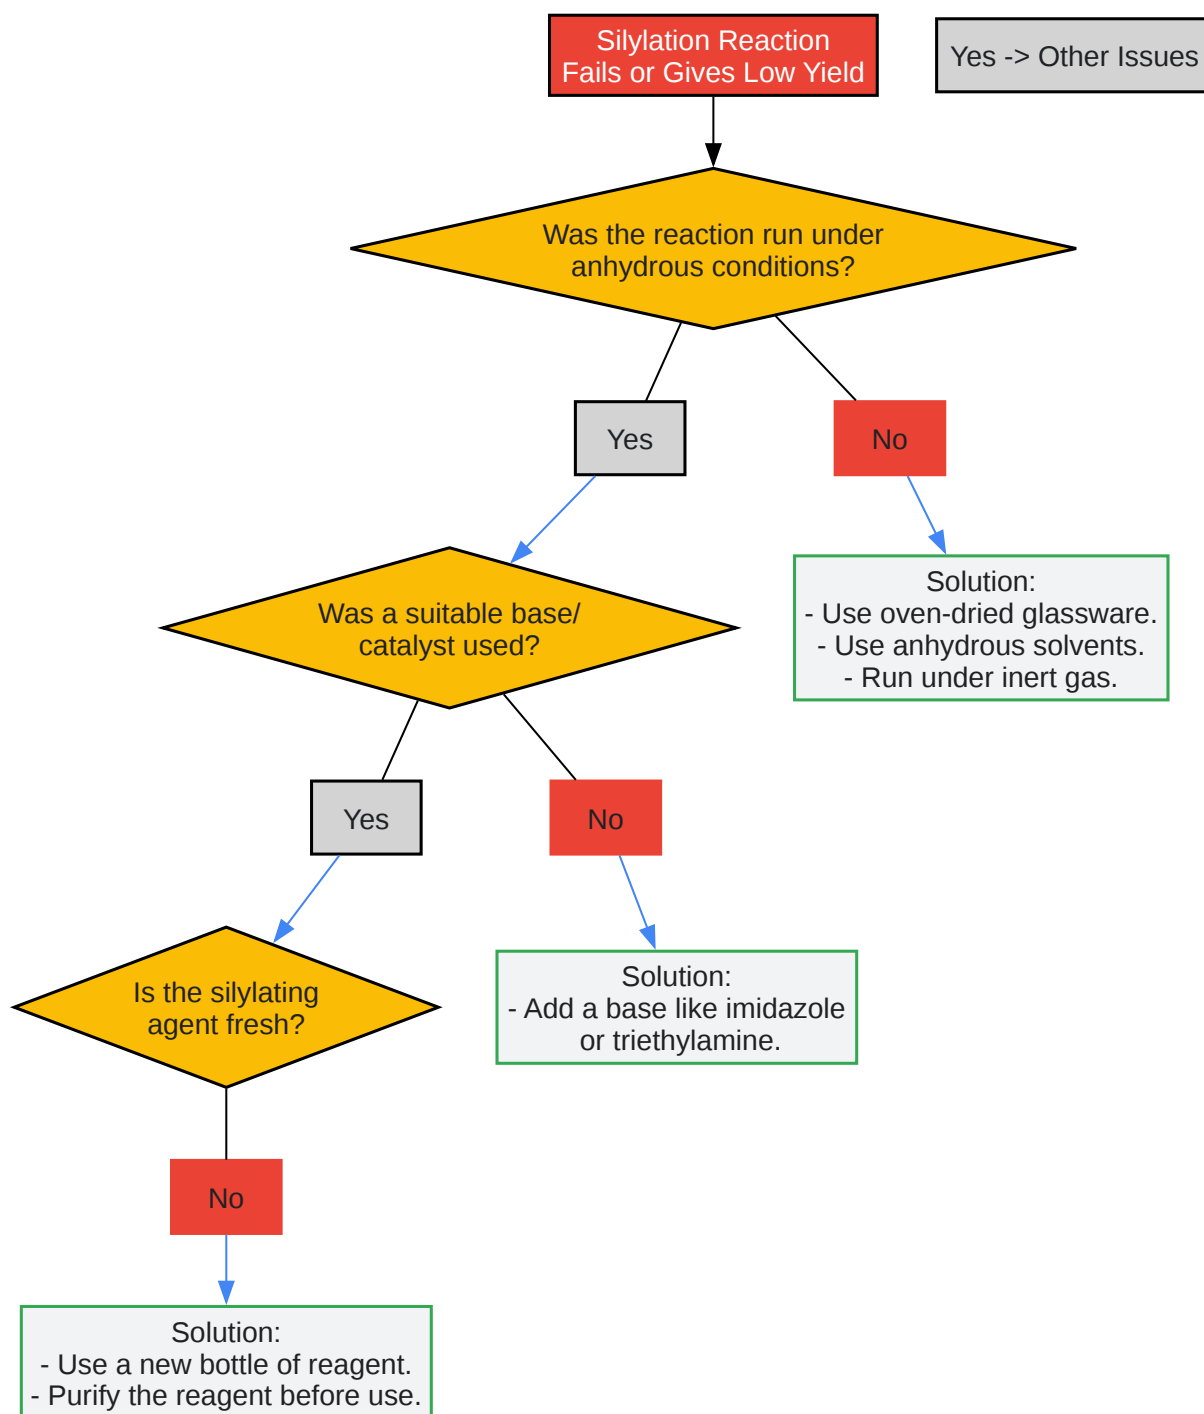 Silylation Reaction
Fails or Gives Low Yield
Yes -> Other Issues
Was the reaction run under
anhydrous conditions?
Yes
No
Solution:
- Use oven-dried glassware.
- Use anhydrous solvents.
- Run under inert gas.
Was a suitable base/
catalyst used?
Yes
No
Solution:
- Add a base like imidazole
or triethylamine.
Is the silylating
agent fresh?
No
Solution:
- Use a new bottle of reagent.
- Purify the reagent before use.